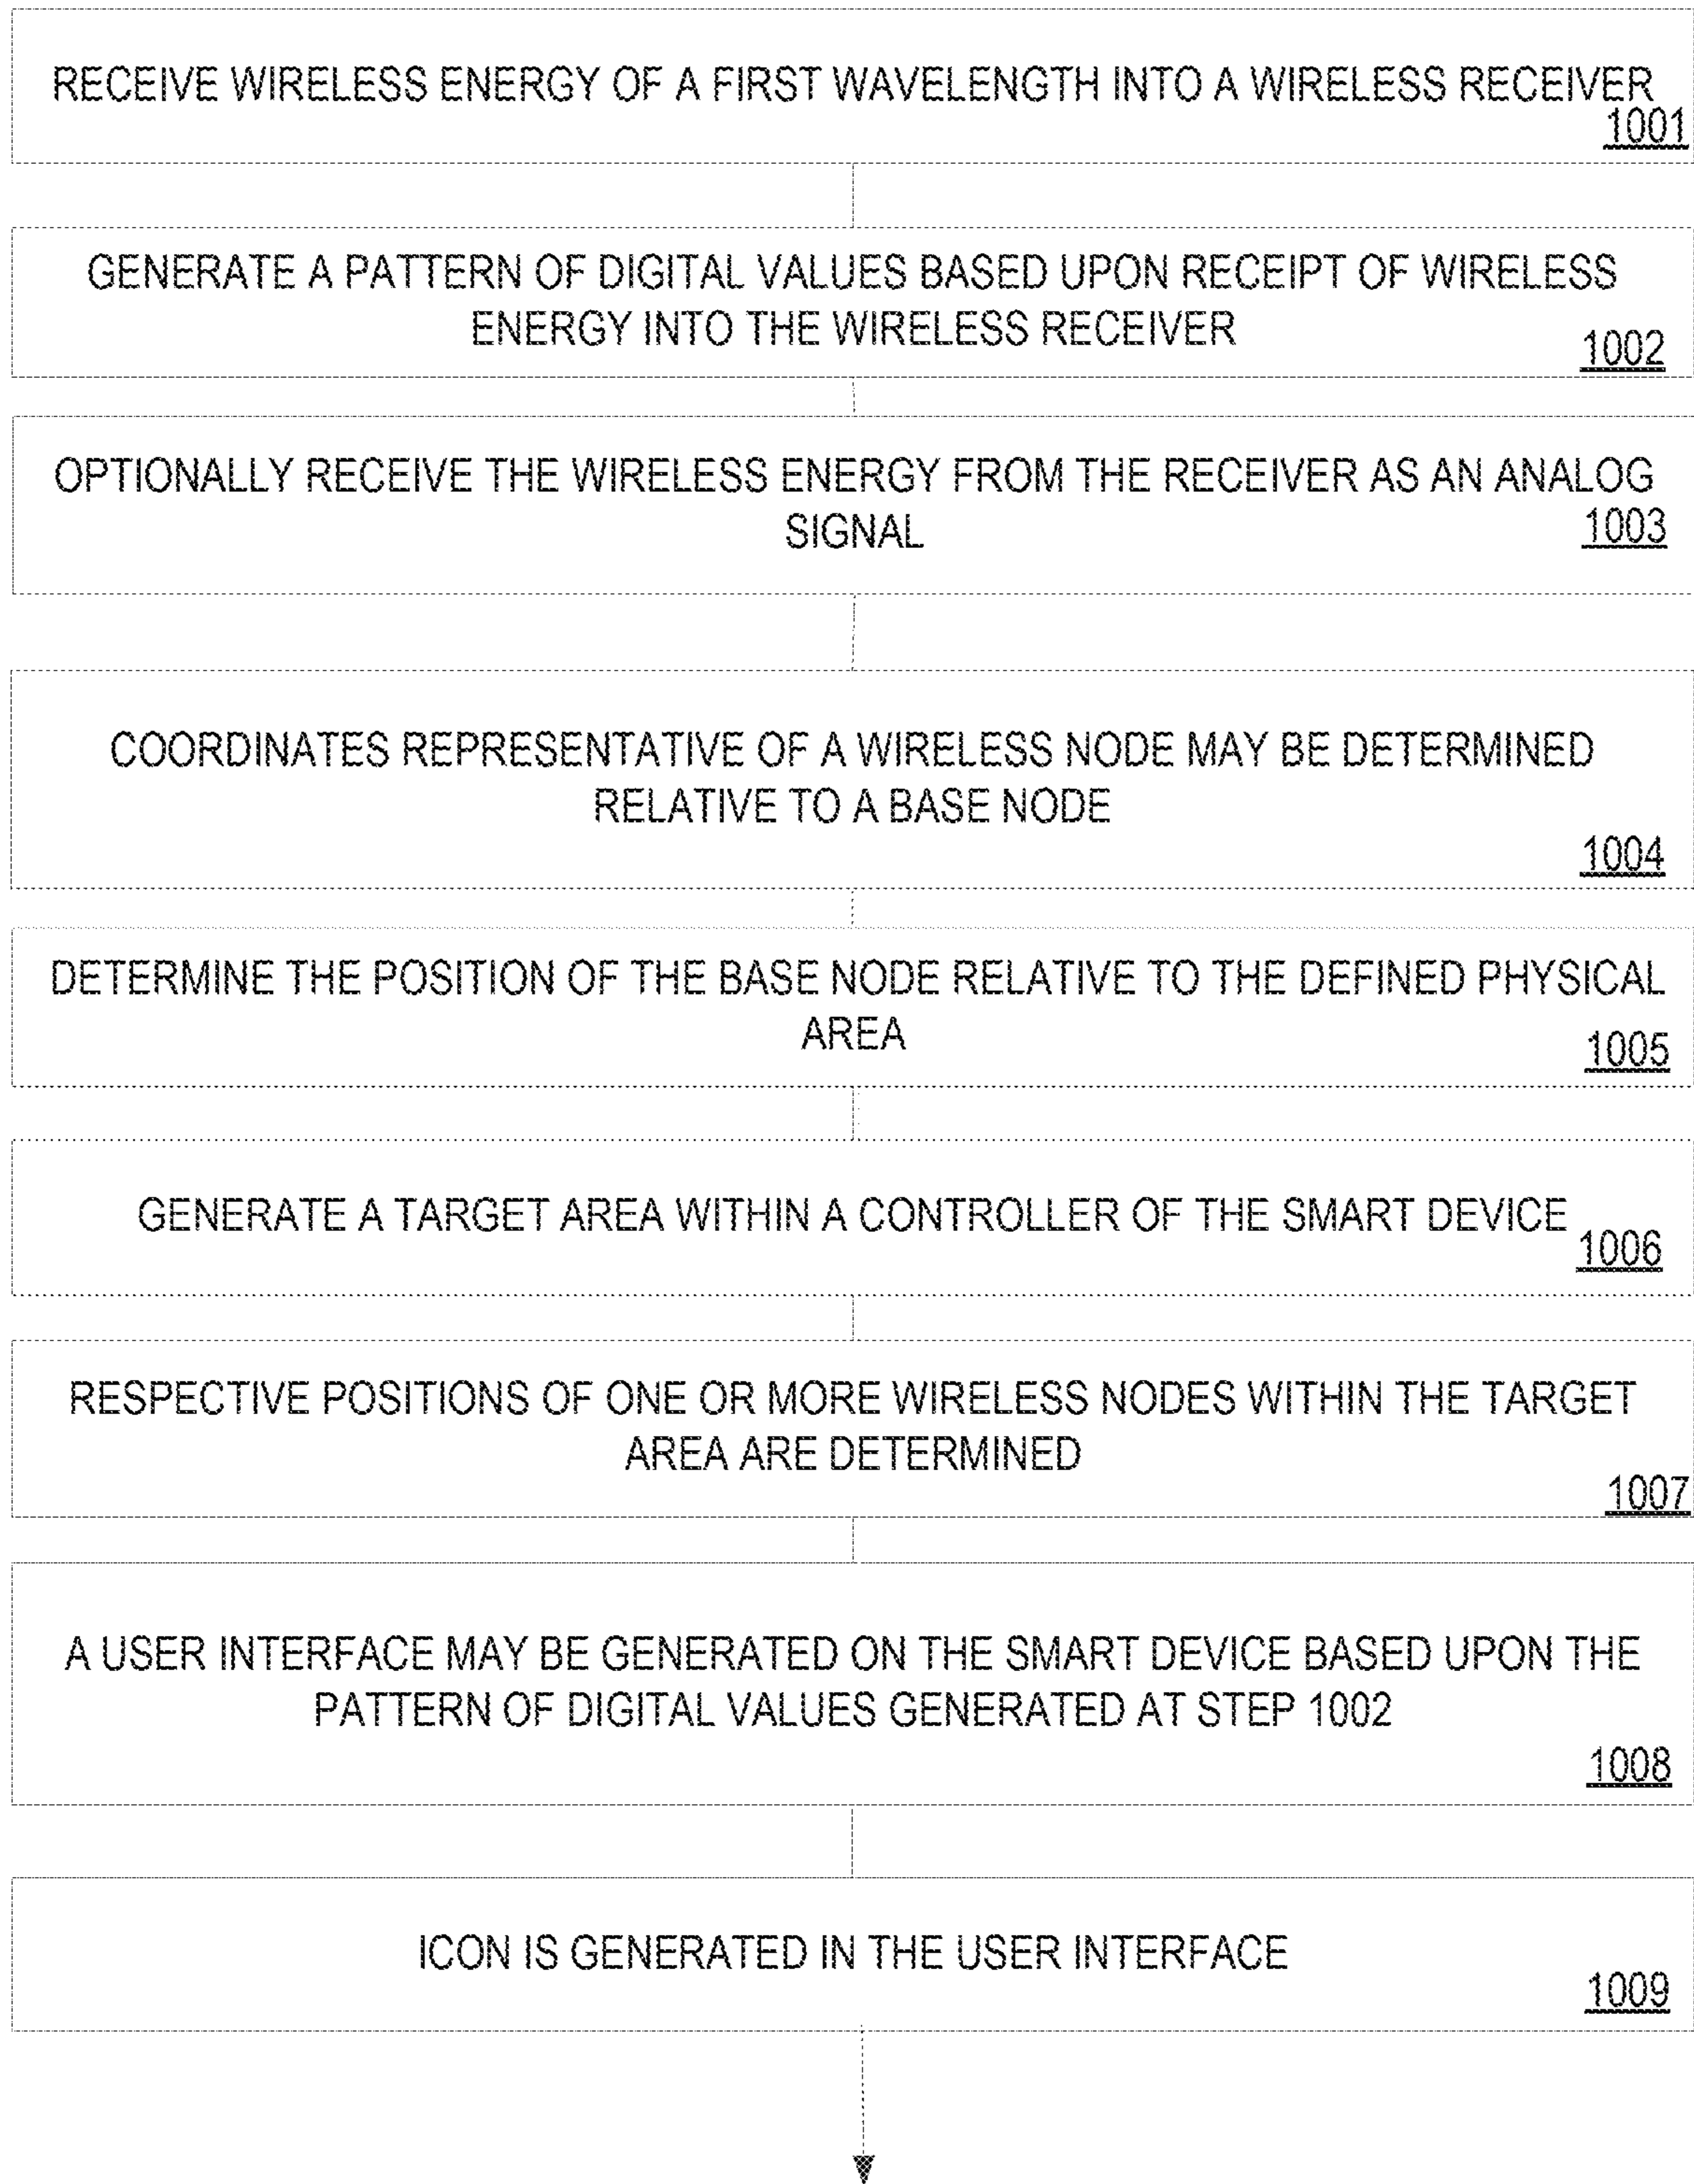 RECEIVE WIRELESS ENERGY OF A FIRST WAVELENGTH INTO A WIRELESS RECEIVER
1001
GENERATE A PATTERN OF DIGITAL VALUES BASED UPON RECEIPT OF WIRELESS
ENERGY INTO THE WIRELESS RECEIVER
1002
OPTIONALLY RECEIVE THE WIRELESS ENERGY FROM THE RECEIVER AS AN ANALOG
SIGNAL
1003
COORDINATES REPRESENTATIVE OF A WIRELESS NODE MAY BE DETERMINED
RELATIVE TO A BASE NODE
1004
DETERMINE THE POSITION OF THE BASE NODE RELATIVE TO THE DEFINED PHYSICAL
AREA
1005
GENERATE A TARGET AREA WITHIN A CONTROLLER OF THE SMART DEVICE
1006
RESPECTIVE POSITIONS OF ONE OR MORE WIRELESS NODES WITHIN THE TARGET
AREA ARE DETERMINED
1007
A USER INTERFACE MAY BE GENERATED ON THE SMART DEVICE BASED UPON THE
PATTERN OF DIGITAL VALUES GENERATED AT STEP 1002
1008
ICON IS GENERATED IN THE USER INTERFACE
1009